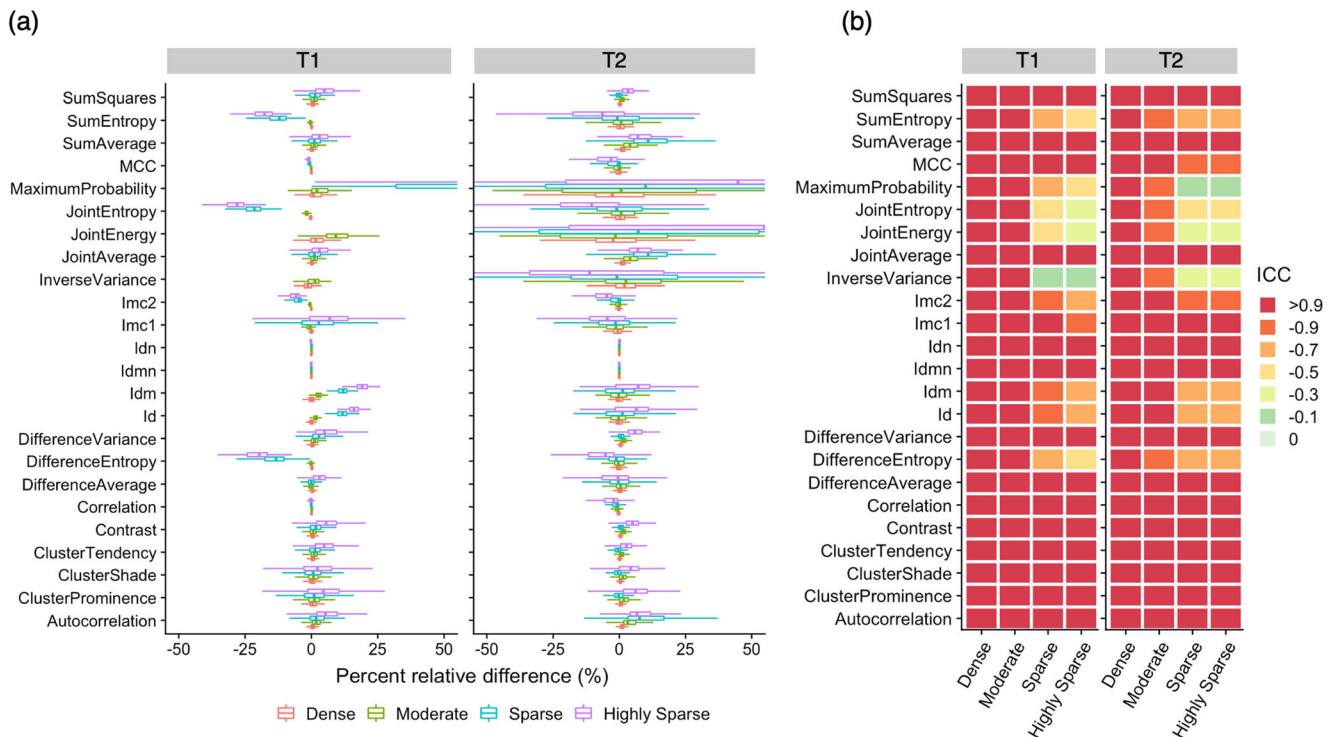 (a)
T1 T2
SumSquares
SumEntropy
SumAverage
MCC
MaximumProbability
JointEntropy
JointEnergy
JointAverage
InverseVariance
Imc2
Imc1
Idn
Idmn
Idm
Id
DifferenceVariance
DifferenceEntropy
DifferenceAverage
Correlation
Contrast
ClusterTendency
ClusterShade
ClusterProminence
Autocorrelation
-50 -25 0 25 50 -50 -25 0 25 50
Percent relative difference (%)
Dense Moderate Sparse Highly Sparse
(b)
T1 T2
SumSquares
SumEntropy
SumAverage
MCC
MaximumProbability
JointEntropy
JointEnergy
JointAverage
InverseVariance
Imc2
Imc1
Idn
Idmn
Idm
Id
DifferenceVariance
DifferenceEntropy
DifferenceAverage
Correlation
Contrast
ClusterTendency
ClusterShade
ClusterProminence
Autocorrelation
Dense Moderate Sparse Highly Sparse Dense Moderate Sparse Highly Sparse
ICC
>0.9
-0.9
-0.7
-0.5
-0.3
-0.1
0